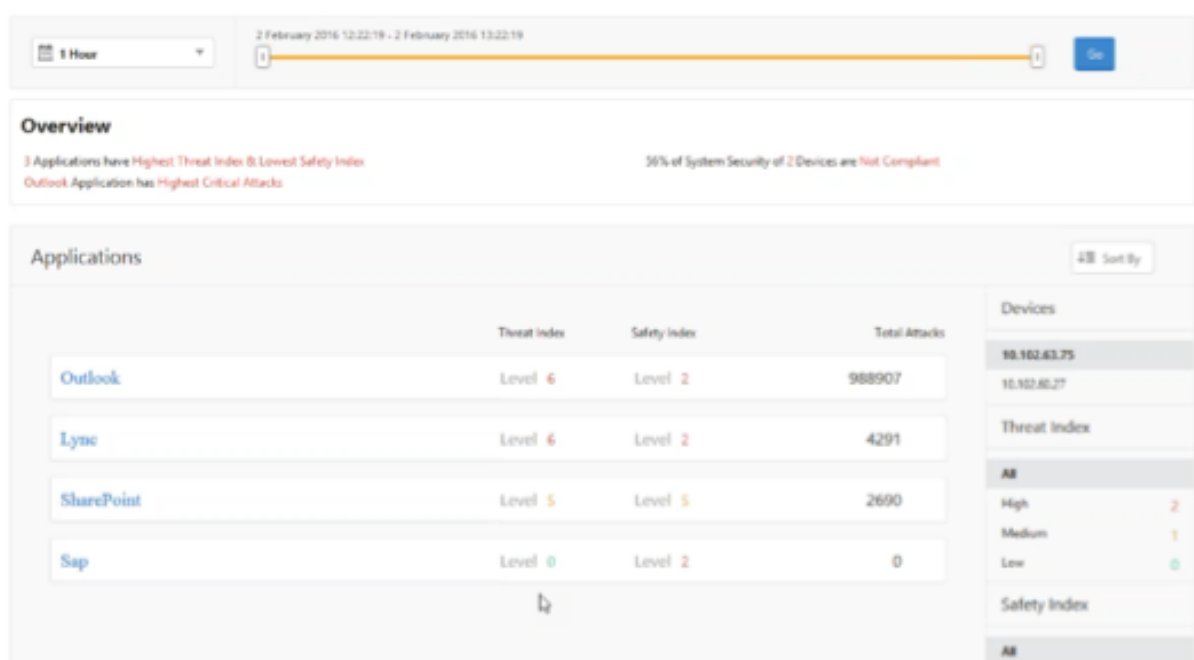 2 February 2016 12:22:19 - 2 February 2016 13:22:19
1 Hour
Go
Overview
3 Applications have Highest Threat Index & Lowest Safety Index
56% of System Security of 2 Devices are Not Compliant
Outlook Application has Highest Critical Attacks
Applications
Sort By
Threat Index Safety Index Total Attacks
Outlook Level 6 Level 2 988907
Lync Level 6 Level 2 4291
SharePoint Level 5 Level 5 2690
Sap Level 0 Level 2 0
Devices
10.102.63.75
10.102.60.27
Threat Index
All
High 2
Medium 1
Low 0
Safety Index
All